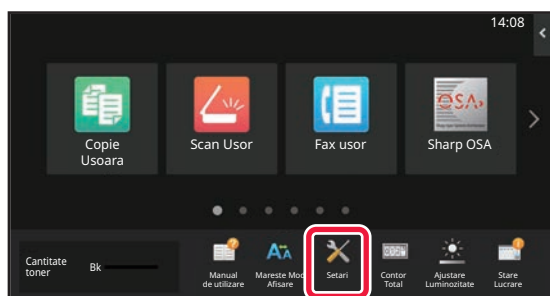 14:08
Copie
Usoara
Scan Usor
Fax usor
OSA
Sharp OSA
Cantitate
toner
Bk
Manual
de utilizare
Mareste Mod
Afisare
Setari
Contor
Total
Ajustare
Luminozitate
Stare
Lucrare